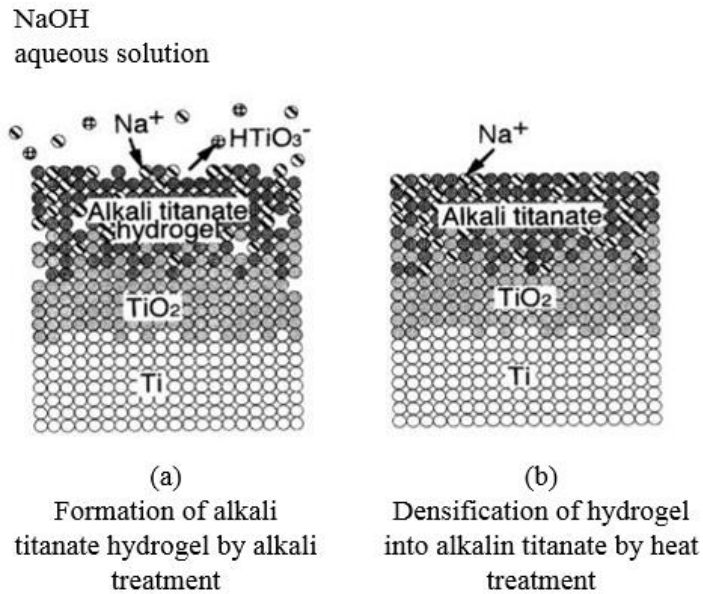 NaOH
aqueous solution
Na⁺
HTiO₃⁻
Alkali titanate
hydrogel
TiO₂
Ti
Na⁺
Alkali titanate
TiO₂
Ti
(a)
Formation of alkali
titanate hydrogel by alkali
treatment
(b)
Densification of hydrogel
into alkalin titanate by heat
treatment